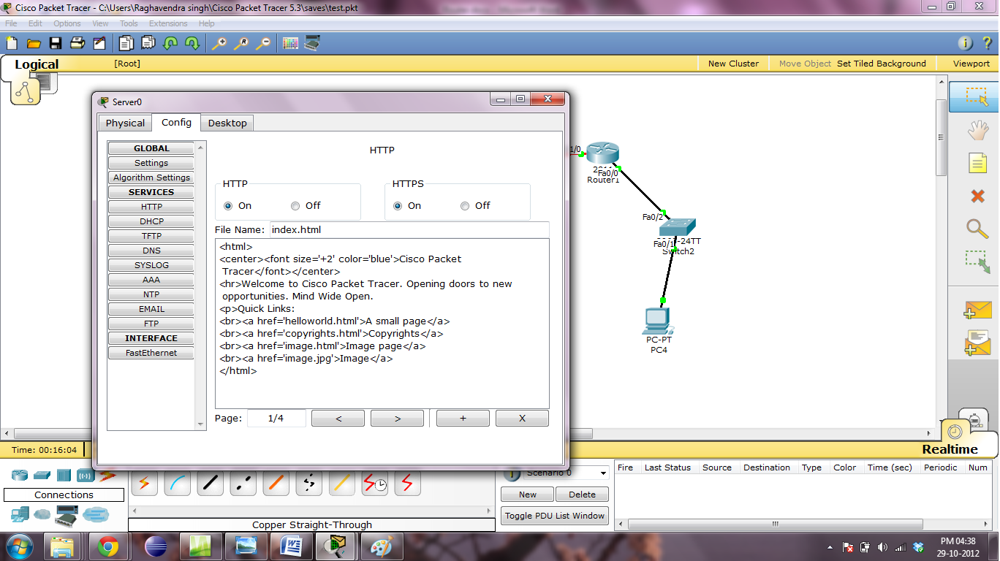 Cisco Packet Tracer - C:\Users\Raghavendra singh\Cisco Packet Tracer 5.3\saves\test.pkt
File Edit Options View Tools Extensions Help
Logical [Root] New Cluster Move Object Set Tiled Background Viewport
Server0
Physical Config Desktop
GLOBAL
Settings
Algorithm Settings
SERVICES
HTTP
DHCP
TFTP
DNS
SYSLOG
AAA
NTP
EMAIL
FTP
INTERFACE
FastEthernet
HTTP
HTTP HTTPS
On Off On Off
File Name: index.html
<html>
<center><font size='+2' color='blue'>Cisco Packet
Tracer</font></center>
<hr>Welcome to Cisco Packet Tracer. Opening doors to new
opportunities. Mind Wide Open.
<p>Quick Links:
<br><a href='helloworld.html'>A small page</a>
<br><a href='copyrights.html'>Copyrights</a>
<br><a href='image.html'>Image page</a>
<br><a href='image.jpg'>Image</a>
</html>
Page: 1/4 < > + X
1/0
Fa0/0
Router1
Fa0/2
-24TT
Fa0/1
Switch2
PC-PT
PC4
Time: 00:16:04 Realtime
Connections
Copper Straight-Through
Scenario 0
New Delete
Toggle PDU List Window
Fire Last Status Source Destination Type Color Time (sec) Periodic Num
PM 04:38
29-10-2012